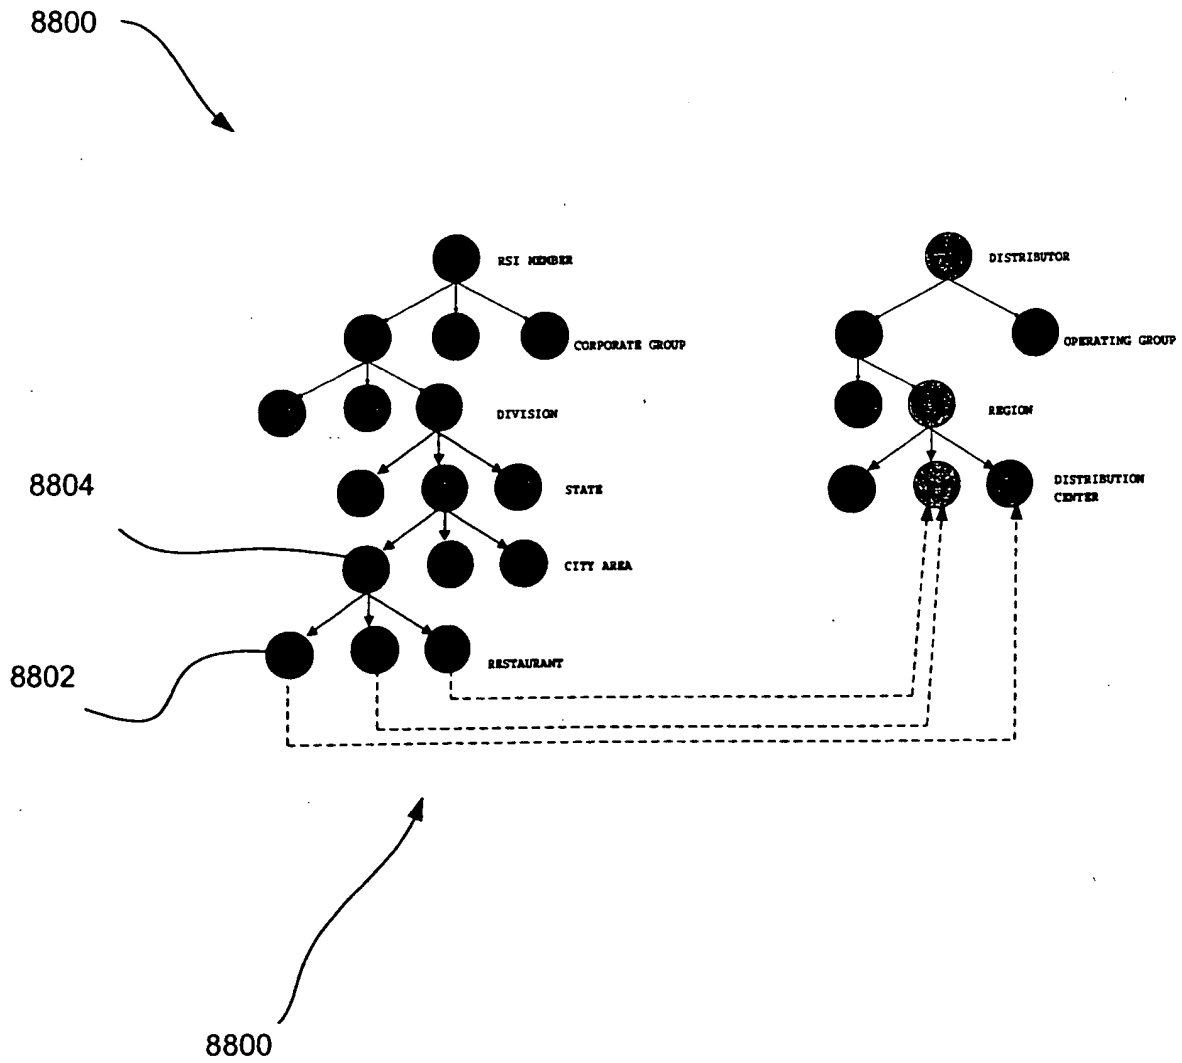 8800
RSI MEMBER
DISTRIBUTOR
CORPORATE GROUP
OPERATING GROUP
DIVISION
REGION
8804
STATE
DISTRIBUTION
CENTER
CITY AREA
8802
RESTAURANT
8800